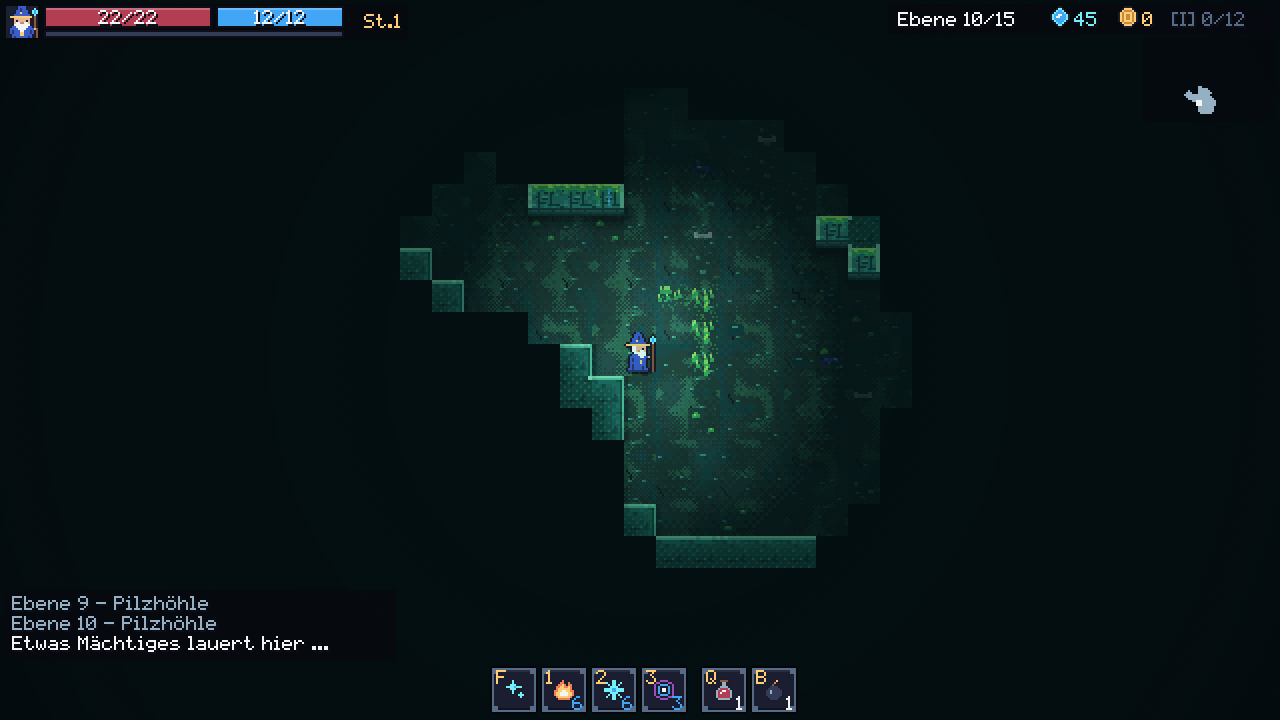 22/22 12/12 St.1 Ebene 10/15 45 0 [I] 0/12
Ebene 9 – Pilzhöhle
Ebene 10 – Pilzhöhle
Etwas Mächtiges lauert hier ...
F 1 6 2 6 3 3 Q 1 B 1